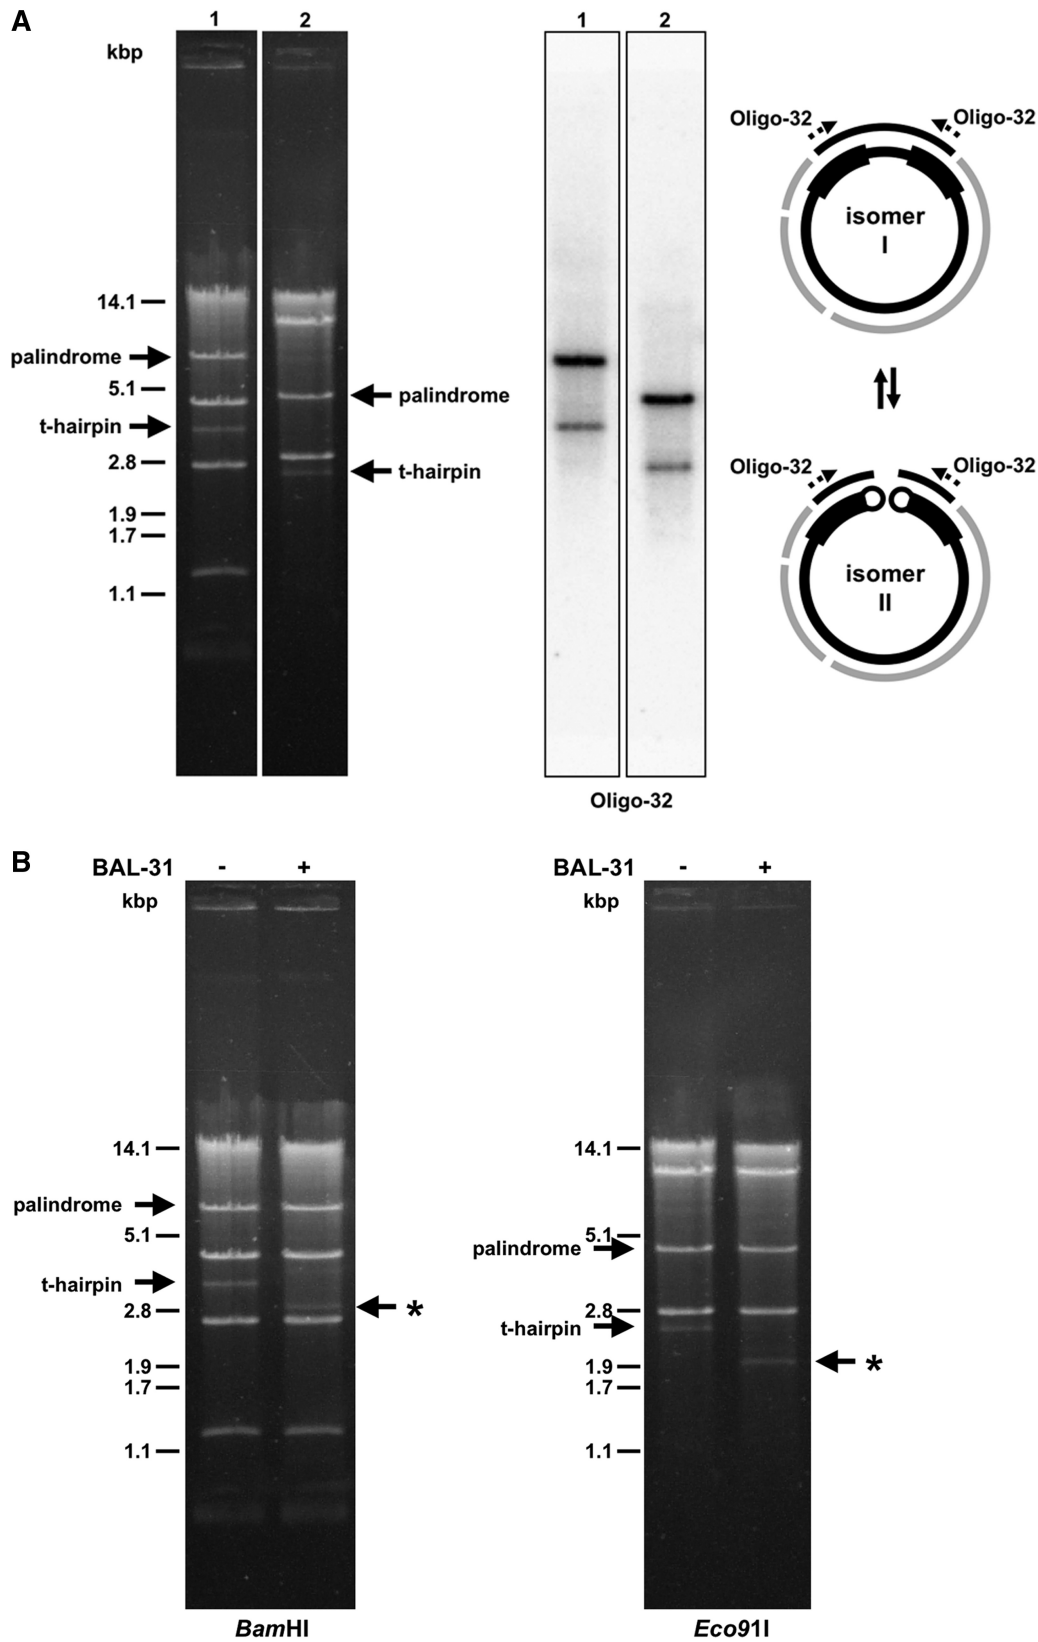 A
1 2
kbp
14.1
palindrome
5.1
t-hairpin
2.8
1.9
1.7
1.1
palindrome
t-hairpin
1 2
Oligo-32
Oligo-32 Oligo-32
isomer
I
Oligo-32 Oligo-32
isomer
II
B
BAL-31 - +
kbp
14.1
palindrome
5.1
t-hairpin
2.8
*
1.9
1.7
1.1
BamHI
BAL-31 - +
kbp
14.1
5.1
palindrome
2.8
t-hairpin
1.9
*
1.7
1.1
Eco91I